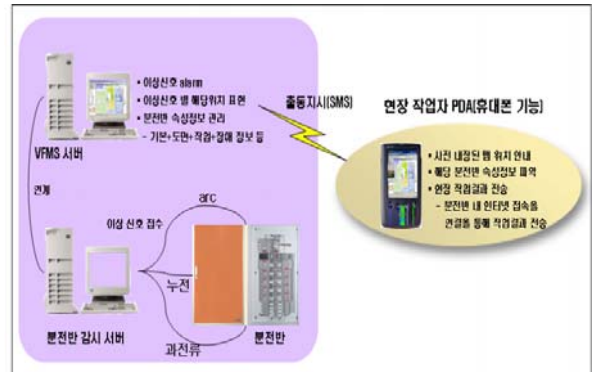 • 이상신호 alarm
• 이상신호 별 해당위치 표현
• 분전반 속성정보 관리
- 기본+도면+작업+장애 정보 등
VFMS 서버
연계
출동지시(SMS)
현장 작업자 PDA(휴대폰 기능)
• 사전 내장된 맵 위치 안내
• 해당 분전반 속성정보 파악
• 현장 작업결과 전송
- 분전반 내 인터넷 접속을
연결을 통해 작업결과 전송
이상 신호 접수
arc
누전
과전류
분전반 감시 서버
분전반